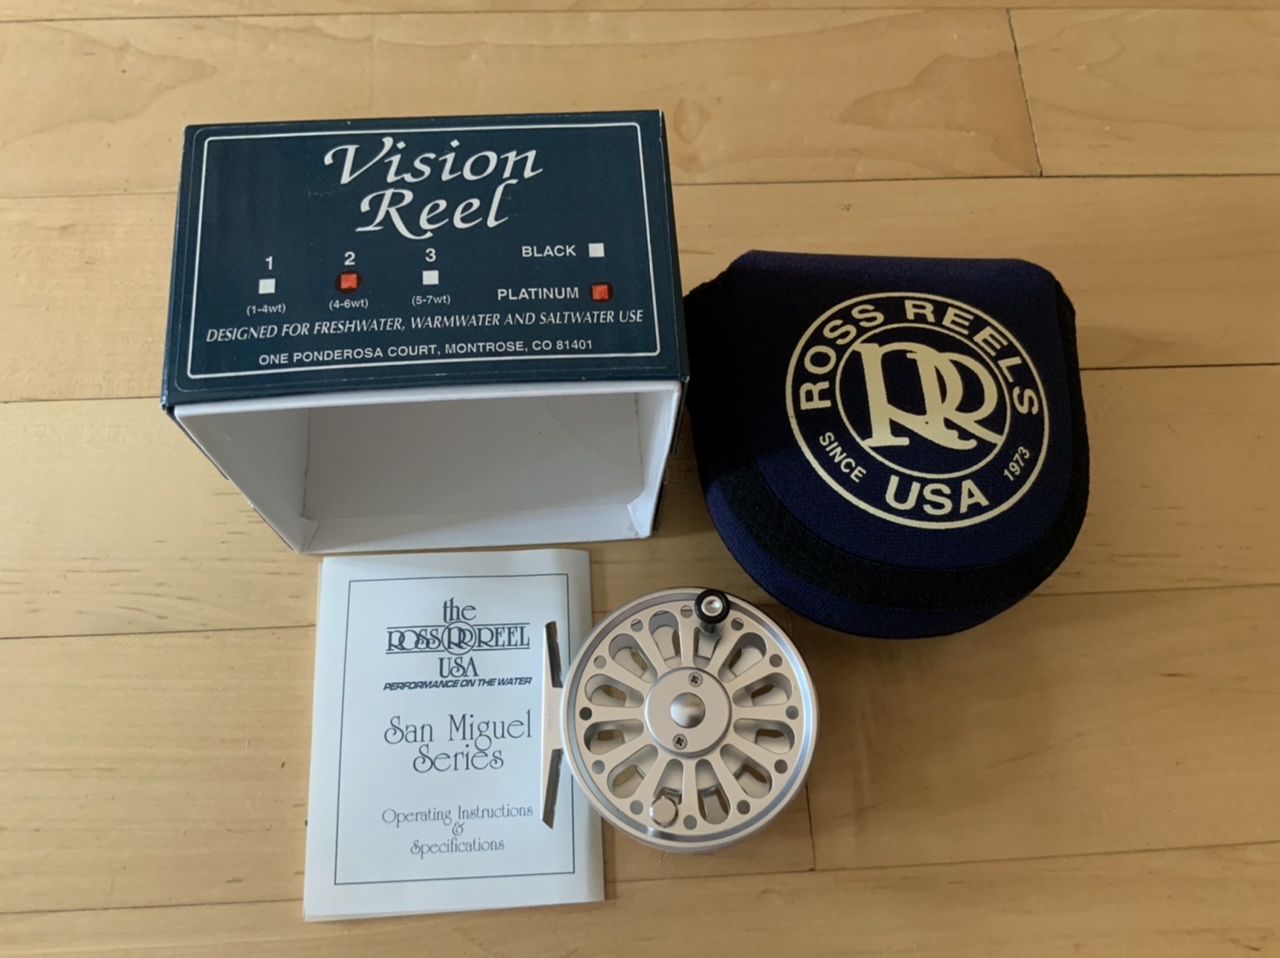 Vision
Reel
1 2 3
(1-4wt) (4-6wt) (5-7wt)
BLACK
PLATINUM
DESIGNED FOR FRESHWATER, WARMWATER AND SALTWATER USE
ONE PONDEROSA COURT, MONTROSE, CO 81401
ROSS REELS
RR
SINCE 1973
USA
the
ROSS RR REEL
USA
PERFORMANCE ON THE WATER
San Miguel
Series
Operating Instructions
&
Specifications